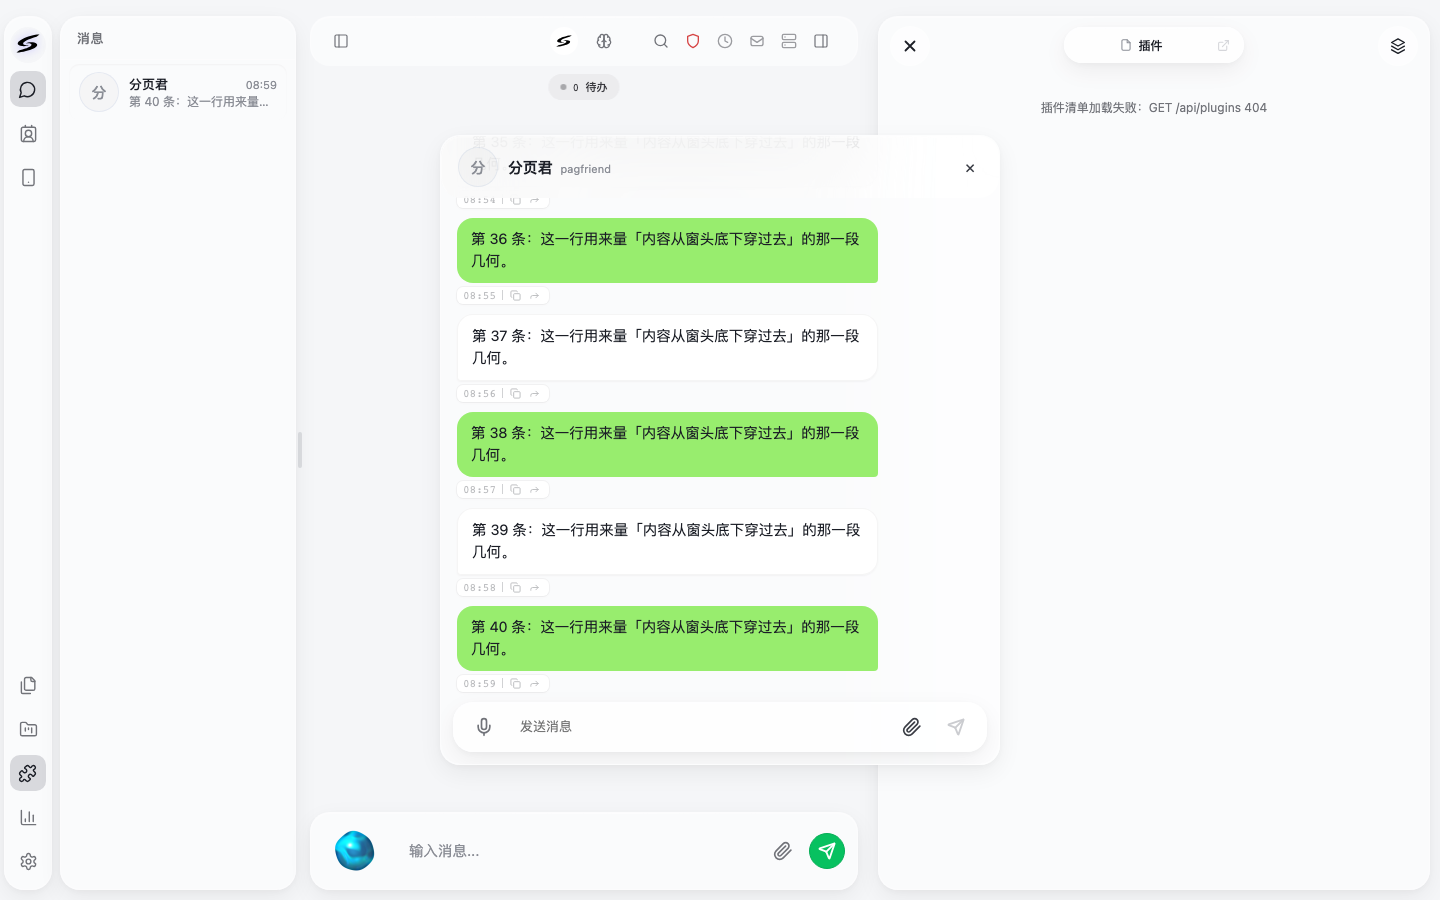 消息
分页君 08:59
分
第 40 条：这一行用来量...
0 待办
插件
插件清单加载失败：GET /api/plugins 404
分 分页君 pagfriend
08:54
第 36 条：这一行用来量「内容从窗头底下穿过去」的那一段
几何。
08:55
第 37 条：这一行用来量「内容从窗头底下穿过去」的那一段
几何。
08:56
第 38 条：这一行用来量「内容从窗头底下穿过去」的那一段
几何。
08:57
第 39 条：这一行用来量「内容从窗头底下穿过去」的那一段
几何。
08:58
第 40 条：这一行用来量「内容从窗头底下穿过去」的那一段
几何。
08:59
发送消息
输入消息...